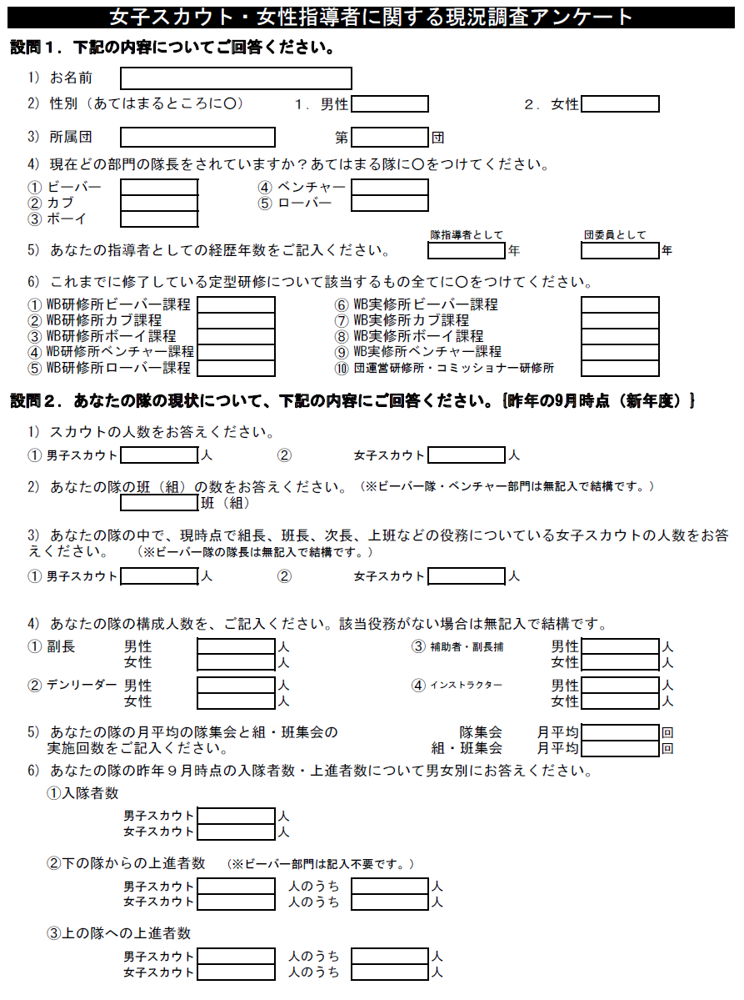 女子スカウト・女性指導者に関する現況調査アンケート
設問１．下記の内容についてご回答ください。
1) お名前
2) 性別（あてはまるところに〇） １．男性 ２．女性
3) 所属団 第 団
4) 現在どの部門の隊長をされていますか？あてはまる隊に〇をつけてください。
① ビーバー ④ ベンチャー
② カブ ⑤ ローバー
③ ボーイ
隊指導者として 団委員として
5) あなたの指導者としての経歴年数をご記入ください。 年 年
6) これまでに修了している定型研修について該当するもの全てに〇をつけてください。
① WB研修所ビーバー課程 ⑥ WB実修所ビーバー課程
② WB研修所カブ課程 ⑦ WB実修所カブ課程
③ WB研修所ボーイ課程 ⑧ WB実修所ボーイ課程
④ WB研修所ベンチャー課程 ⑨ WB実修所ベンチャー課程
⑤ WB研修所ローバー課程 ⑩ 団運営研修所・コミッショナー研修所
設問２．あなたの隊の現状について、下記の内容にご回答ください。{昨年の9月時点（新年度）}
1) スカウトの人数をお答えください。
① 男子スカウト 人 ② 女子スカウト 人
2) あなたの隊の班（組）の数をお答えください。（※ビーバー隊・ベンチャー部門は無記入で結構です。）
班（組）
3) あなたの隊の中で、現時点で組長、班長、次長、上班などの役務についている女子スカウトの人数をお答
えください。 （※ビーバー隊の隊長は無記入で結構です。）
① 男子スカウト 人 ② 女子スカウト 人
4) あなたの隊の構成人数を、ご記入ください。該当役務がない場合は無記入で結構です。
① 副長 男性 人 ③ 補助者・副長捕 男性 人
女性 人 女性 人
② デンリーダー 男性 人 ④ インストラクター 男性 人
女性 人 女性 人
5) あなたの隊の月平均の隊集会と組・班集会の 隊集会 月平均 回
実施回数をご記入ください。 組・班集会 月平均 回
6) あなたの隊の昨年９月時点の入隊者数・上進者数について男女別にお答えください。
①入隊者数
男子スカウト 人
女子スカウト 人
②下の隊からの上進者数 （※ビーバー部門は記入不要です。）
男子スカウト 人のうち 人
女子スカウト 人のうち 人
③上の隊への上進者数
男子スカウト 人のうち 人
女子スカウト 人のうち 人